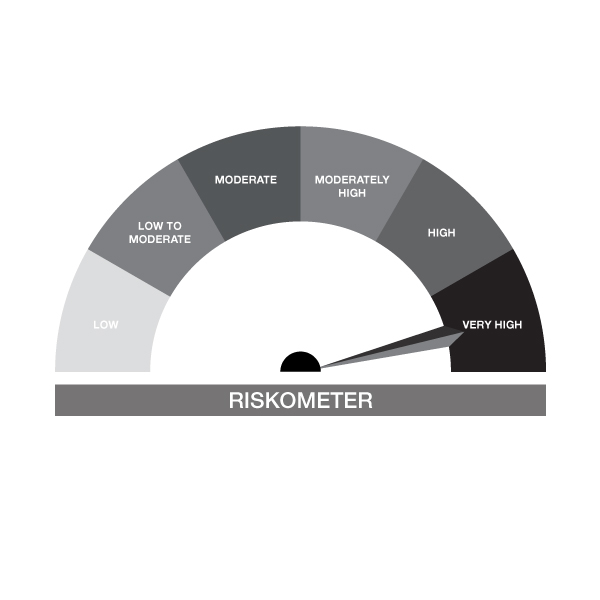 MODERATE
MODERATELY
HIGH
LOW TO
MODERATE
HIGH
LOW
VERY HIGH
RISKOMETER